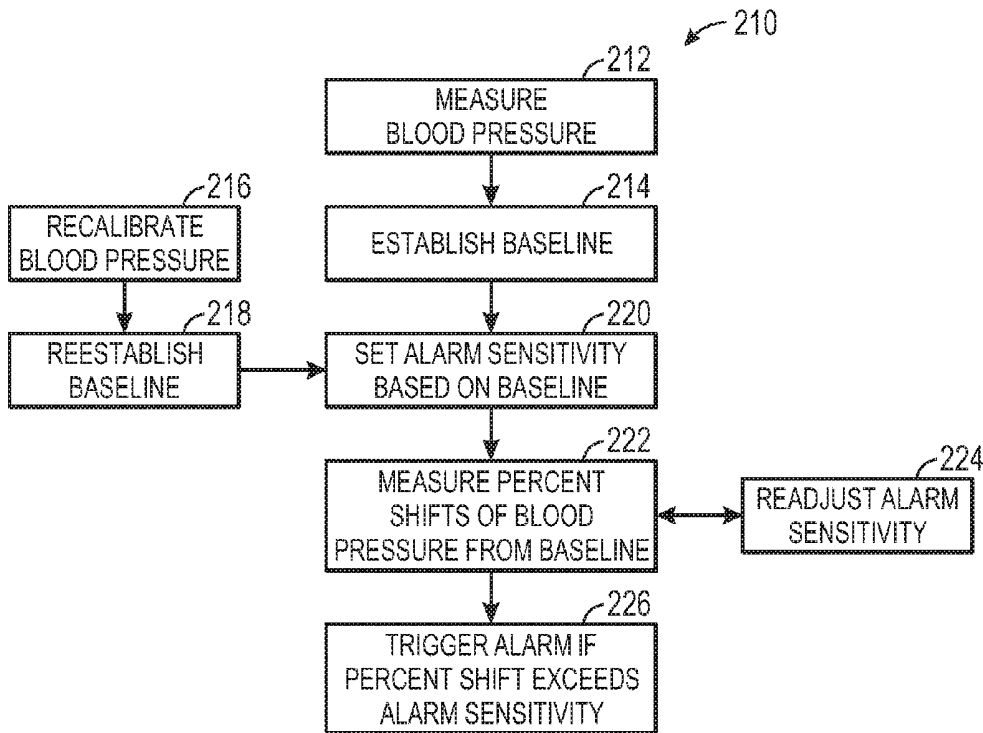 210
212
MEASURE
BLOOD PRESSURE
216
RECALIBRATE
BLOOD PRESSURE
214
ESTABLISH BASELINE
218
REESTABLISH
BASELINE
220
SET ALARM SENSITIVITY
BASED ON BASELINE
222
MEASURE PERCENT
SHIFTS OF BLOOD
PRESSURE FROM BASELINE
224
READJUST ALARM
SENSITIVITY
226
TRIGGER ALARM IF
PERCENT SHIFT EXCEEDS
ALARM SENSITIVITY